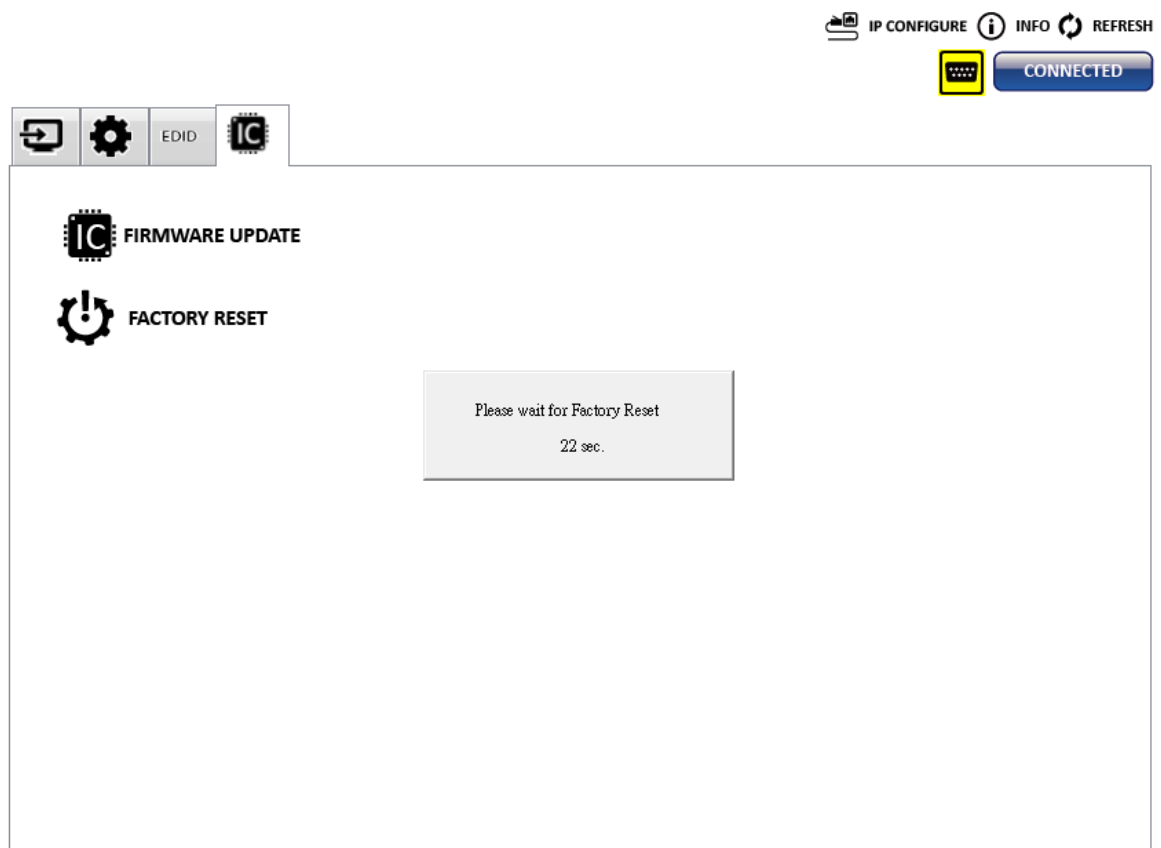 IP CONFIGURE INFO REFRESH
CONNECTED
EDID IC
IC FIRMWARE UPDATE
FACTORY RESET
Please wait for Factory Reset
22 sec.